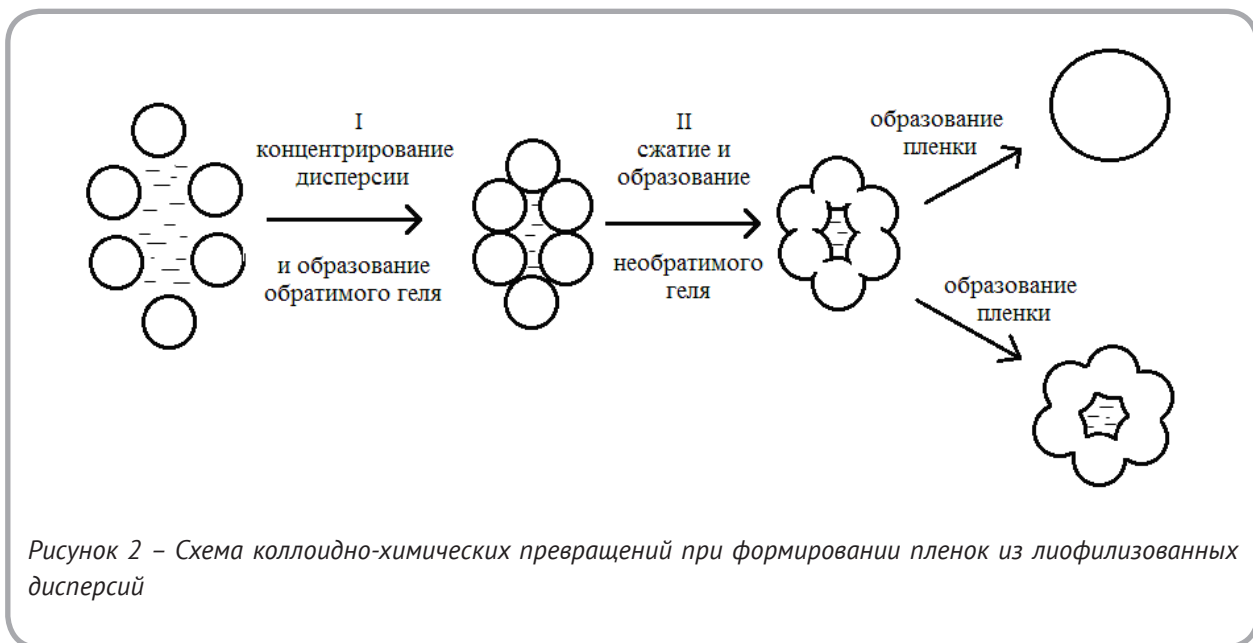 I
концентрирование
дисперсии
и образование
обратимого геля
II
сжатие и
образование
необратимого
геля
образование
пленки
образование
пленки
Рисунок 2 – Схема коллоидно-химических превращений при формировании пленок из лиофилизованных
дисперсий